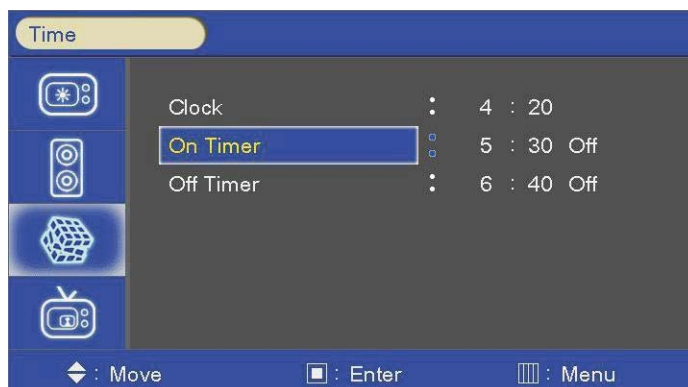 Time
Clock : 4 : 20
On Timer : 5 : 30 Off
Off Timer : 6 : 40 Off
: Move : Enter : Menu